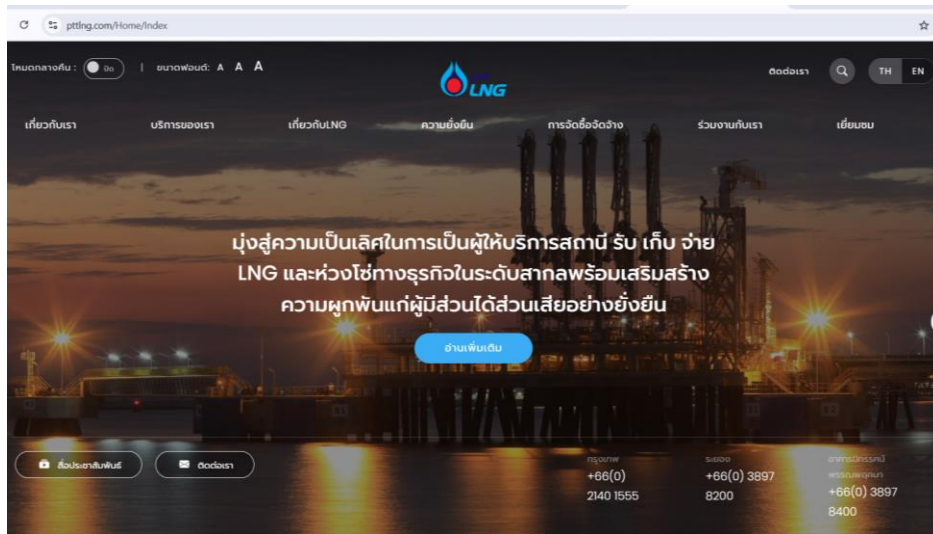 pttlng.com/Home/Index
โหมดกลางคืน : ปิด | ขนาดฟอนต์: A A A
LNG
ติดต่อเรา
TH EN
เกี่ยวกับเรา บริการของเรา เกี่ยวกับLNG ความยั่งยืน การจัดซื้อจัดจ้าง ร่วมงานกับเรา เยี่ยมชม
มุ่งสู่ความเป็นเลิศในการเป็นผู้ให้บริการสถานี รับ เก็บ จ่าย
LNG และห่วงโซ่ทางธุรกิจในระดับสากลพร้อมเสริมสร้าง
ความผูกพันแก่ผู้มีส่วนได้ส่วนเสียอย่างยั่งยืน
อ่านเพิ่มเติม
สื่อประชาสัมพันธ์ ติดต่อเรา
กรุงเทพ
+66(0)
2140 1555
ระยอง
+66(0) 3897
8200
+66(0) 3897
8400